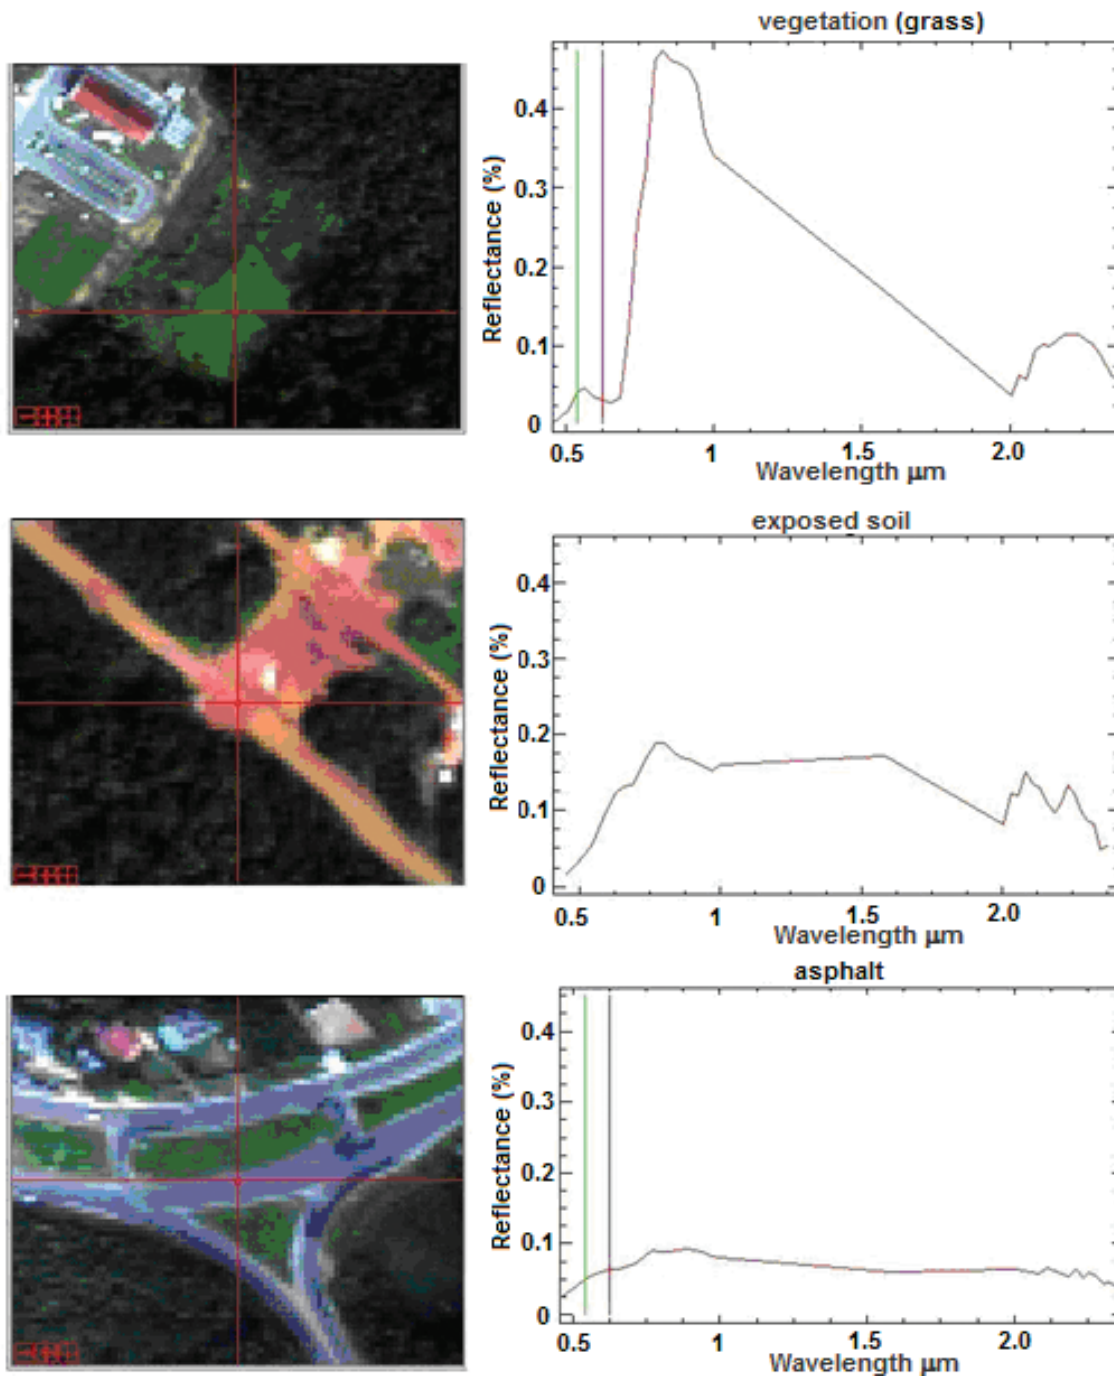 vegetation (grass)
Reflectance (%)
0.4
0.3
0.2
0.1
0
0.5 1 1.5 2.0
Wavelength µm
exposed soil
Reflectance (%)
0.4
0.3
0.2
0.1
0
0.5 1 1.5 2.0
Wavelength µm
asphalt
Reflectance (%)
0.4
0.3
0.2
0.1
0
0.5 1 1.5 2.0
Wavelength µm